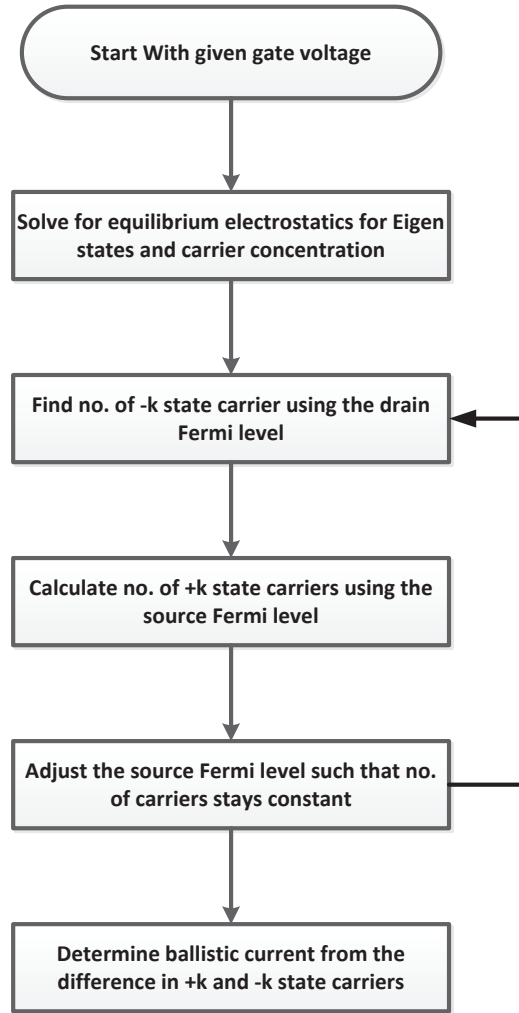 Start With given gate voltage
Solve for equilibrium electrostatics for Eigen
states and carrier concentration
Find no. of -k state carrier using the drain
Fermi level
Calculate no. of +k state carriers using the
source Fermi level
Adjust the source Fermi level such that no.
of carriers stays constant
Determine ballistic current from the
difference in +k and -k state carriers